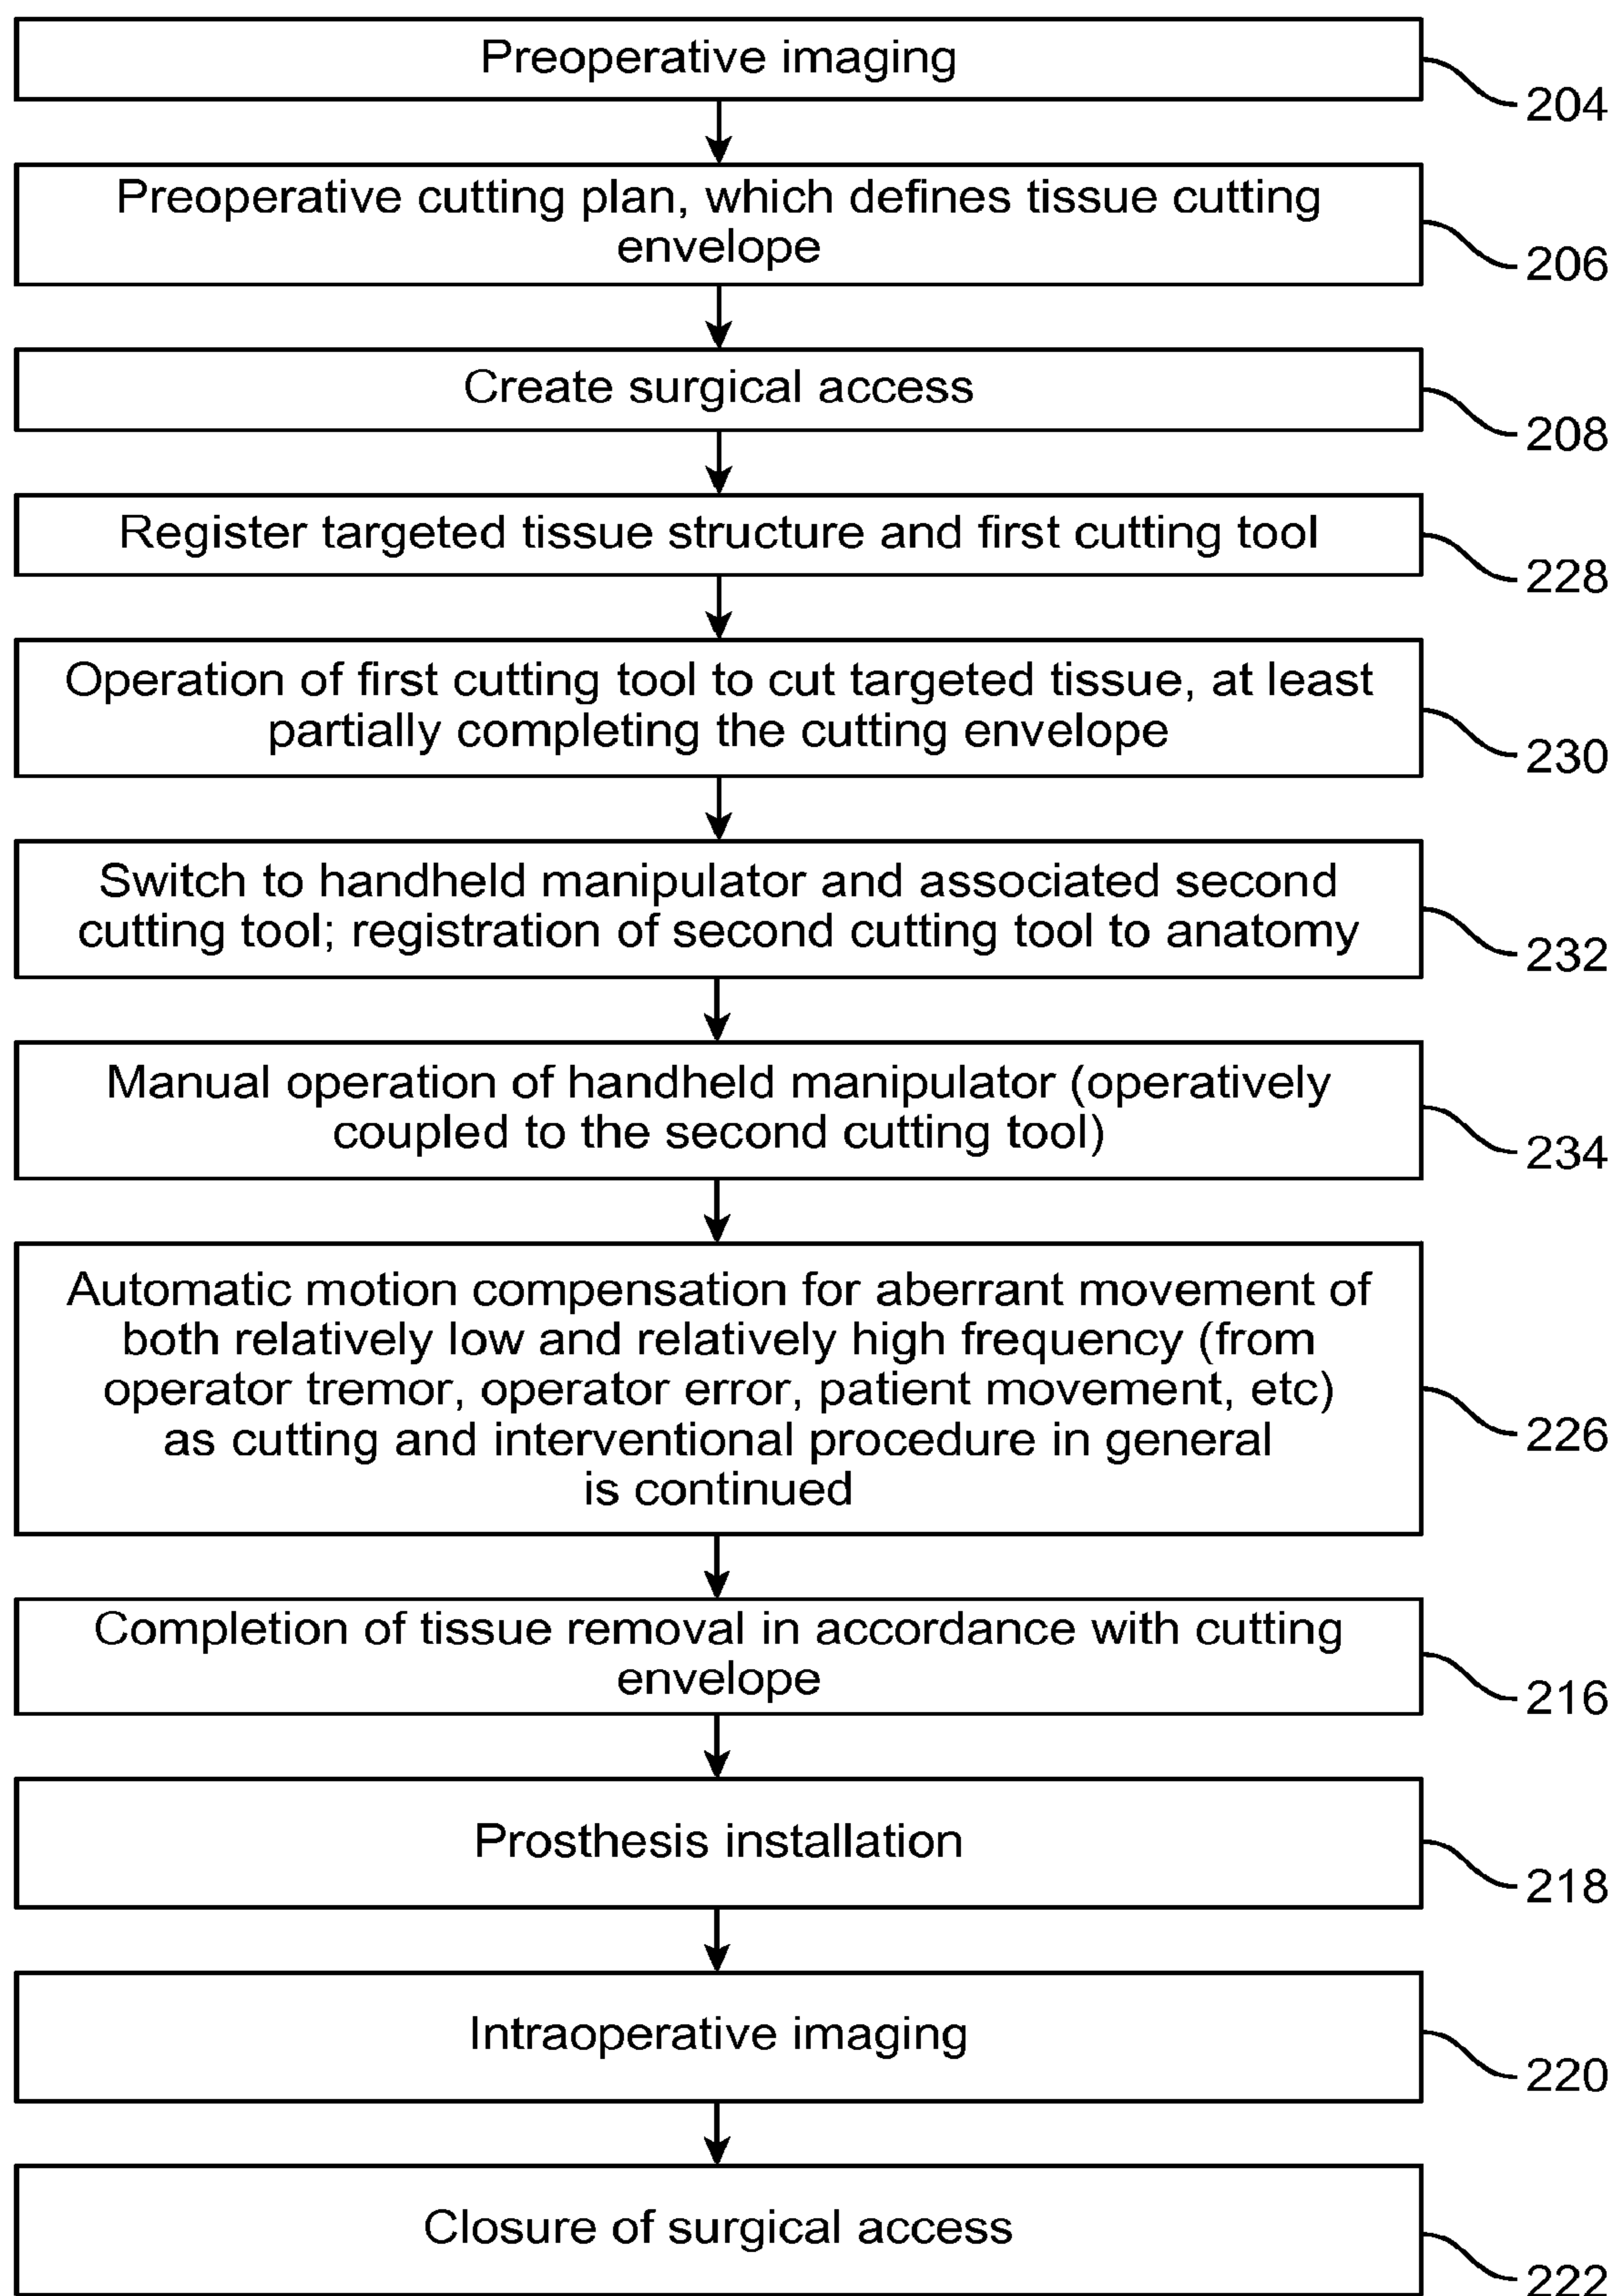 Preoperative imaging
204
Preoperative cutting plan, which defines tissue cutting
envelope
206
Create surgical access
208
Register targeted tissue structure and first cutting tool
228
Operation of first cutting tool to cut targeted tissue, at least
partially completing the cutting envelope
230
Switch to handheld manipulator and associated second
cutting tool; registration of second cutting tool to anatomy
232
Manual operation of handheld manipulator (operatively
coupled to the second cutting tool)
234
Automatic motion compensation for aberrant movement of
both relatively low and relatively high frequency (from
operator tremor, operator error, patient movement, etc)
as cutting and interventional procedure in general
is continued
226
Completion of tissue removal in accordance with cutting
envelope
216
Prosthesis installation
218
Intraoperative imaging
220
Closure of surgical access
222